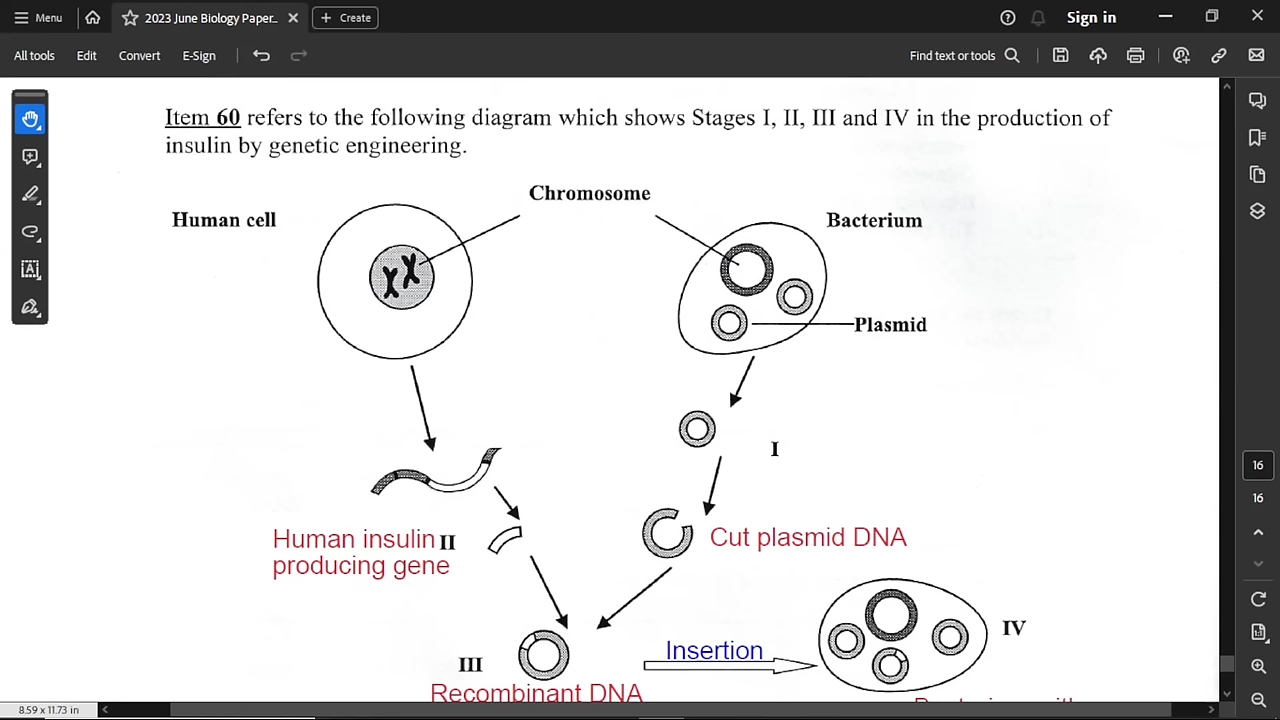 Menu
2023 June Biology Paper...
Create
Sign in
All tools
Edit
Convert
E-Sign
Find text or tools
Item 60 refers to the following diagram which shows Stages I, II, III and IV in the production of
insulin by genetic engineering.
Chromosome
Human cell
Bacterium
Plasmid
I
Human insulin
producing gene
II
Cut plasmid DNA
IV
Insertion
III
Recombinant DNA
16
16
8.59 x 11.73 in